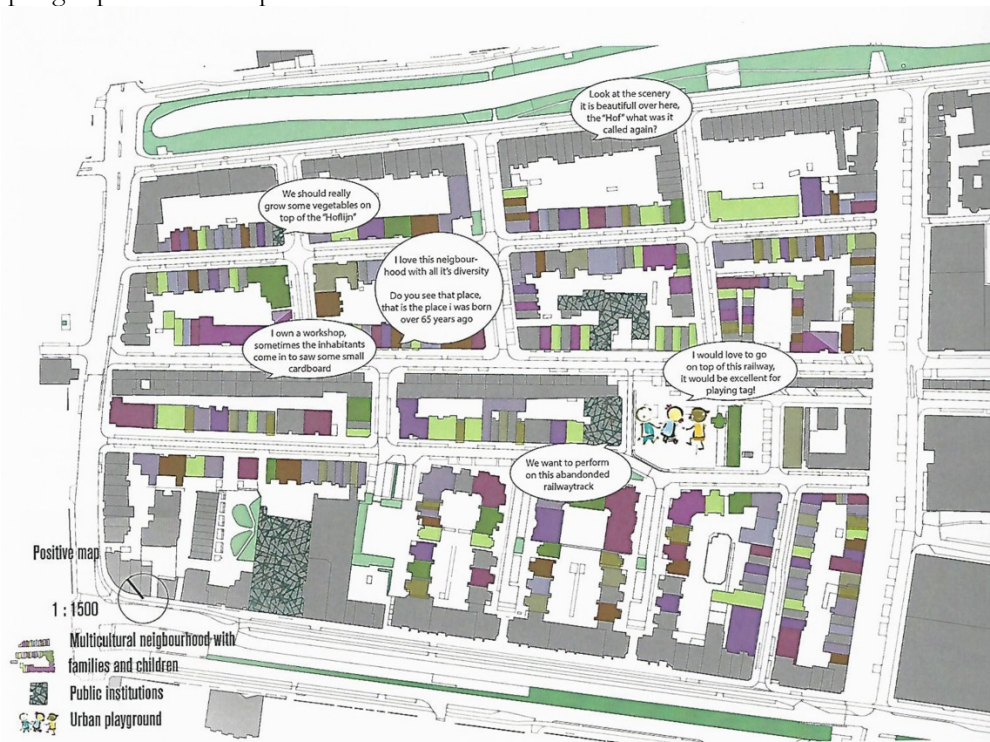 Look at the scenery
it is beautifull over here,
the "Hof" what was it
called again?
We should really
grow some vegetables on
top of the "Hoflijn"
I love this neigbour-
hood with all it's diversity
Do you see that place,
that is the place i was born
over 65 years ago
I own a workshop,
sometimes the inhabitants
come in to saw some small
cardboard
I would love to go
on top of this railway,
it would be excellent for
playing tag!
We want to perform
on this abandonded
railwaytrack
Positive map
1 : 1500
Multicultural neigbourhood with
families and children
Public institutions
Urban playground